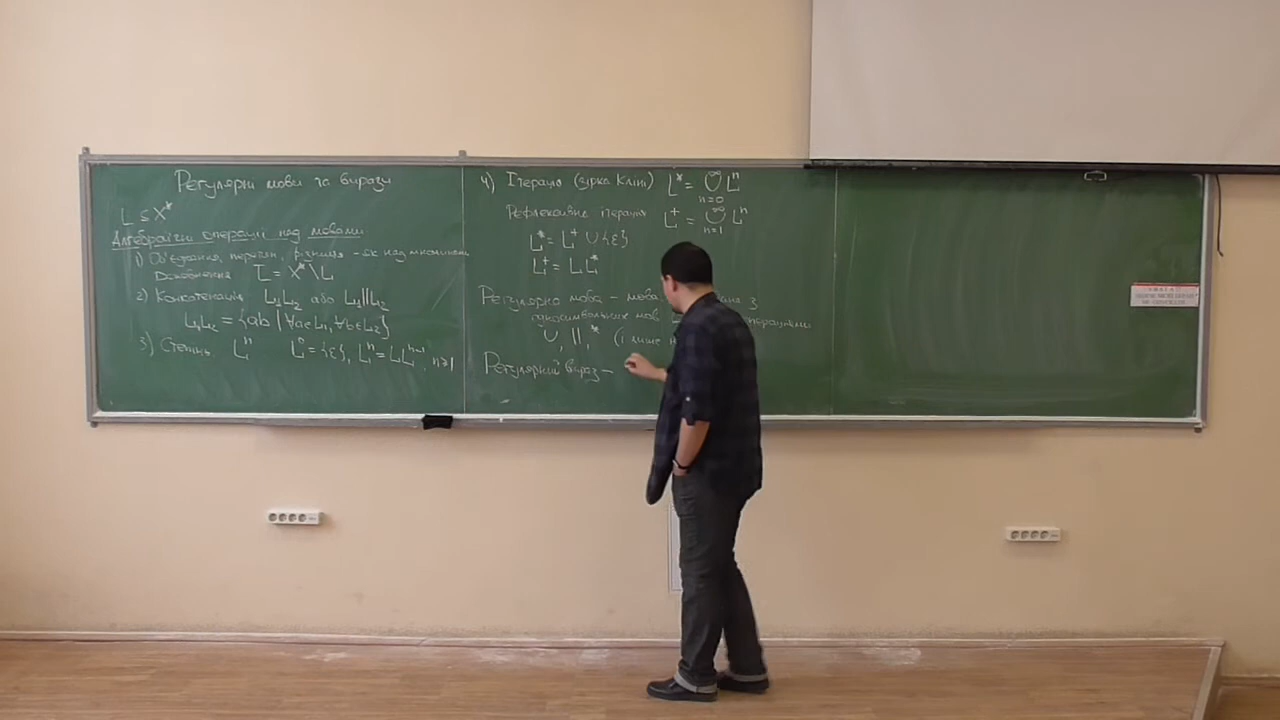 Регулярні мови та вирази
L ⊆ X*
Алгебраїчні операції над мовами
1) Об'єднання, перетин, різниця - як над множинами
Доповнення L̅ = X* \ L
2) Конкатенація L₁L₂ або L₁||L₂
L₁L₂ = {ab | ∀a∈L₁, ∀b∈L₂}
3) Степінь Lⁿ L⁰ = {ε}, Lⁿ = LLⁿ⁻¹, n≥1
4) Ітерація (зірка Кліні) L* = ∪ Lⁿ
∞
n=0
Рефлексивна ітерація L⁺ = ∪ Lⁿ
∞
n=1
L* = L⁺ ∪ {ε}
L⁺ = LL*
Регулярна мова - мова з
односимвольних мов операціями
∪, ||, * (і лише
Регулярний вираз -